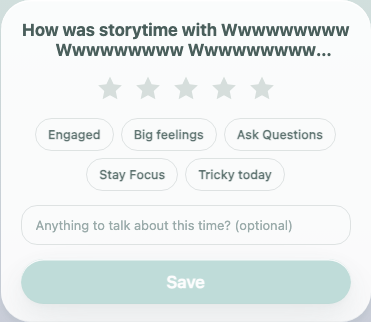 How was storytime with Wwwwwwwww
Wwwwwwwww Wwwwwwwww...
Engaged
Big feelings
Ask Questions
Stay Focus
Tricky today
Anything to talk about this time? (optional)
Save